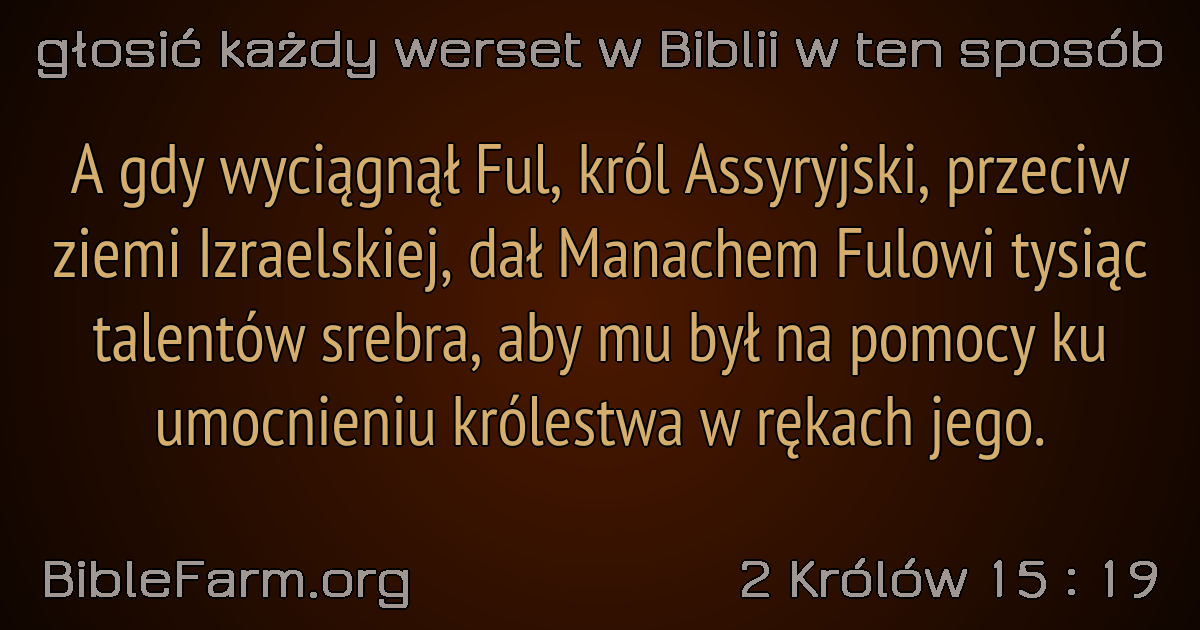 głosić każdy werset w Biblii w ten sposób
A gdy wyciągnął Ful, król Assyryjski, przeciw
ziemi Izraelskiej, dał Manachem Fulowi tysiąc
talentów srebra, aby mu był na pomocy ku
umocnieniu królestwa w rękach jego.
BibleFarm.org
2 Królów 15 : 19